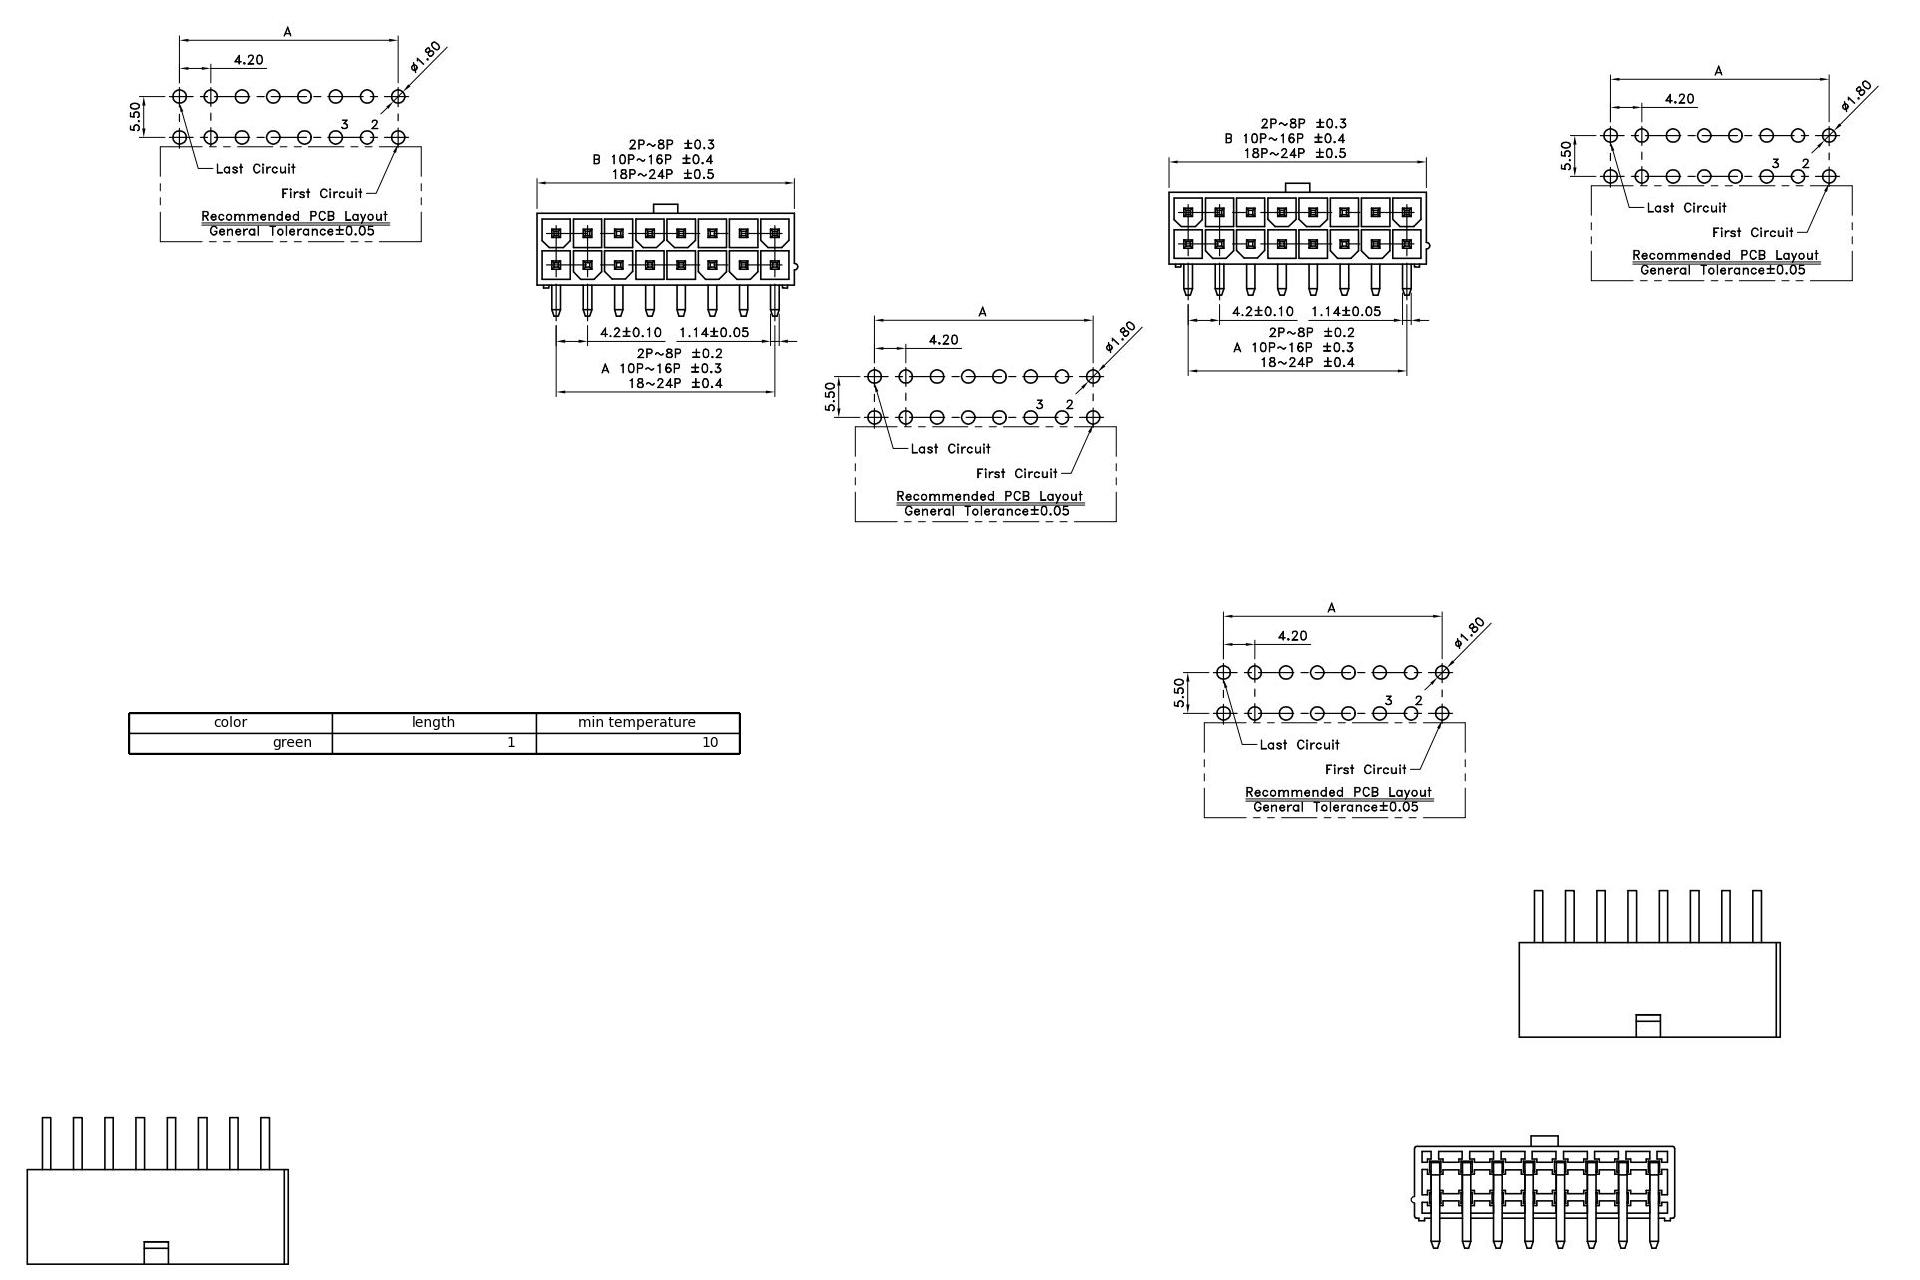 A
4.20
ø1.80
5.50
3 2
Last Circuit
First Circuit
Recommended PCB Layout
General Tolerance±0.05
2P~8P ±0.3
B 10P~16P ±0.4
18P~24P ±0.5
4.2±0.10 1.14±0.05
2P~8P ±0.2
A 10P~16P ±0.3
18~24P ±0.4
A
4.20
ø1.80
5.50
3 2
Last Circuit
First Circuit
Recommended PCB Layout
General Tolerance±0.05
2P~8P ±0.3
B 10P~16P ±0.4
18P~24P ±0.5
4.2±0.10 1.14±0.05
2P~8P ±0.2
A 10P~16P ±0.3
18~24P ±0.4
A
4.20
ø1.80
5.50
3 2
Last Circuit
First Circuit
Recommended PCB Layout
General Tolerance±0.05
A
4.20
ø1.80
5.50
3 2
Last Circuit
First Circuit
Recommended PCB Layout
General Tolerance±0.05
color length min temperature
green 1 10